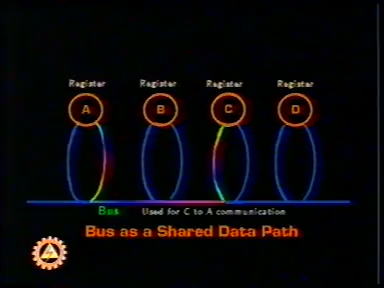 Register Register Register Register
A B C D
Bus Used for C to A communication
Bus as a Shared Data Path